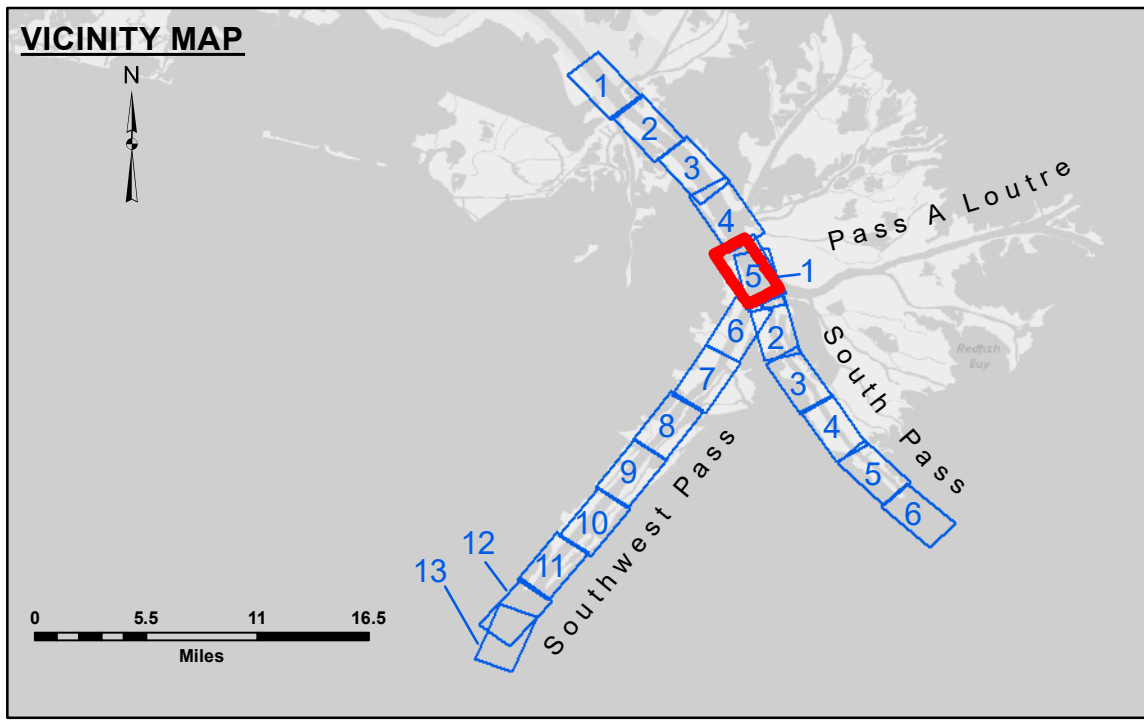 VICINITY MAP
N
1
2
3
4
5
1
Pass A Loutre
6
2
South Pass
Redfish
Bay
7
3
8
4
9
5
10
6
11
12
13
Southwest Pass
0 5.5 11 16.5
Miles